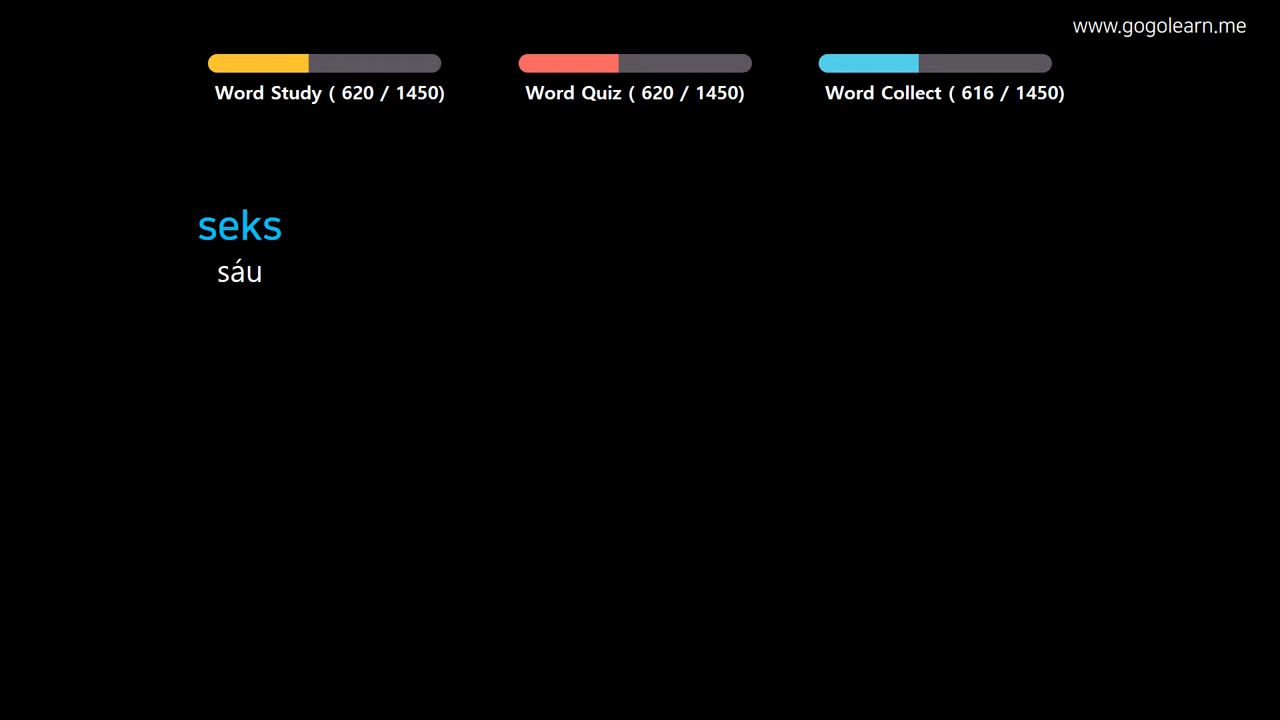 www.gogolearn.me
Word Study ( 620 / 1450)
Word Quiz ( 620 / 1450)
Word Collect ( 616 / 1450)
seks
sáu